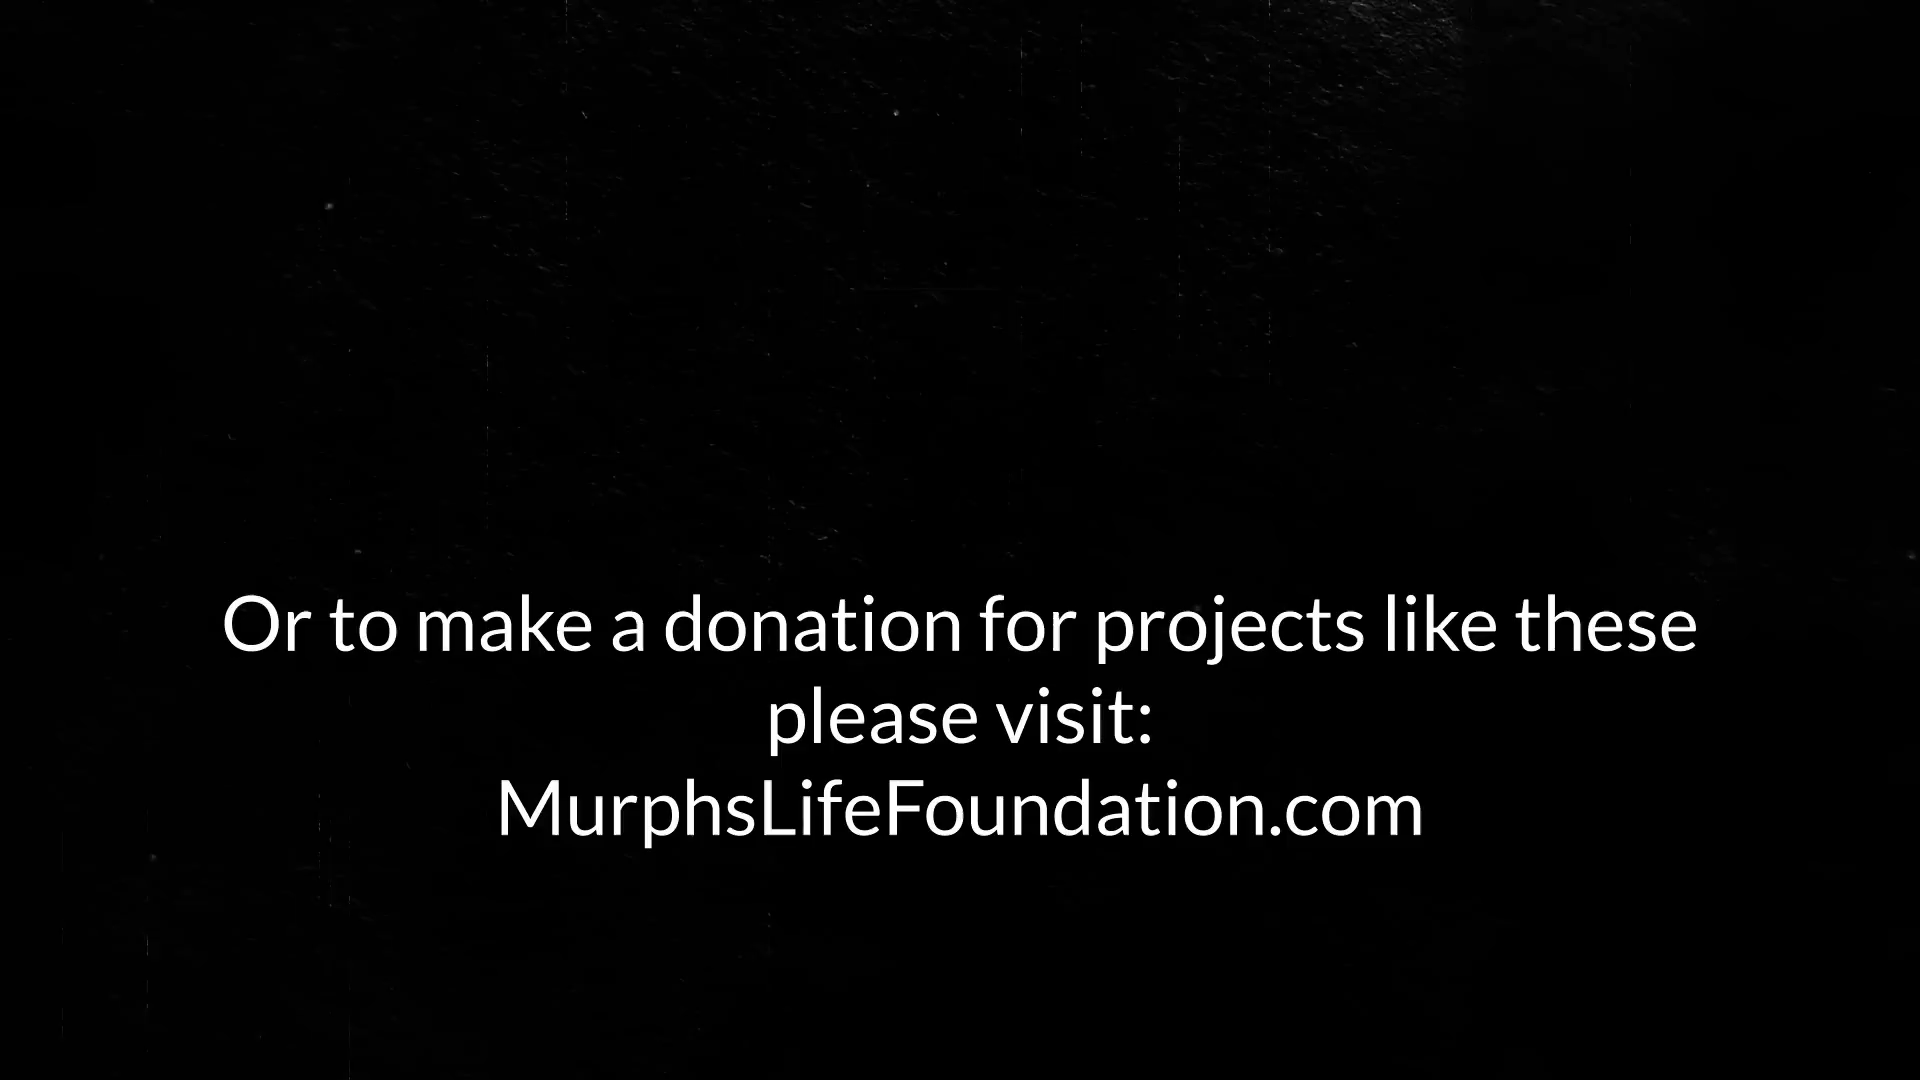 Or to make a donation for projects like these
please visit:
MurphsLifeFoundation.com